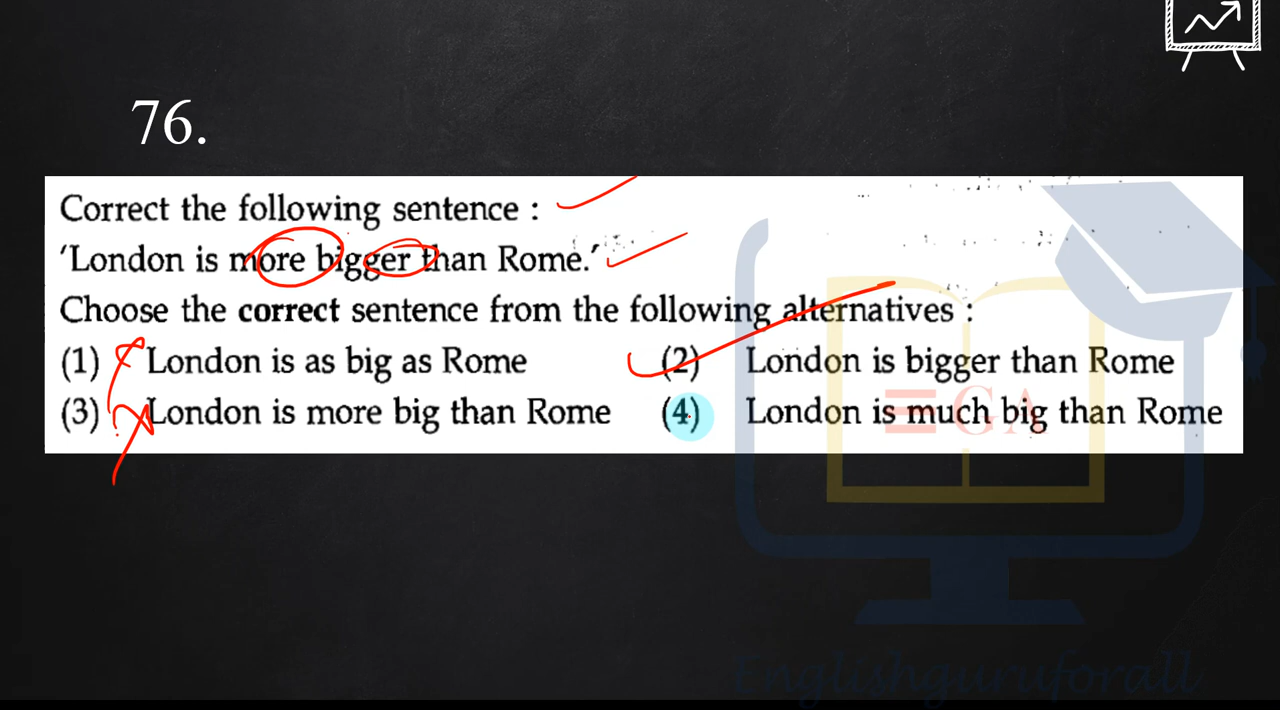 76.
Correct the following sentence :
'London is more bigger than Rome.'
Choose the correct sentence from the following alternatives :
(1) London is as big as Rome (2) London is bigger than Rome
(3) London is more big than Rome (4) London is much big than Rome
EGA
Englishguruforall